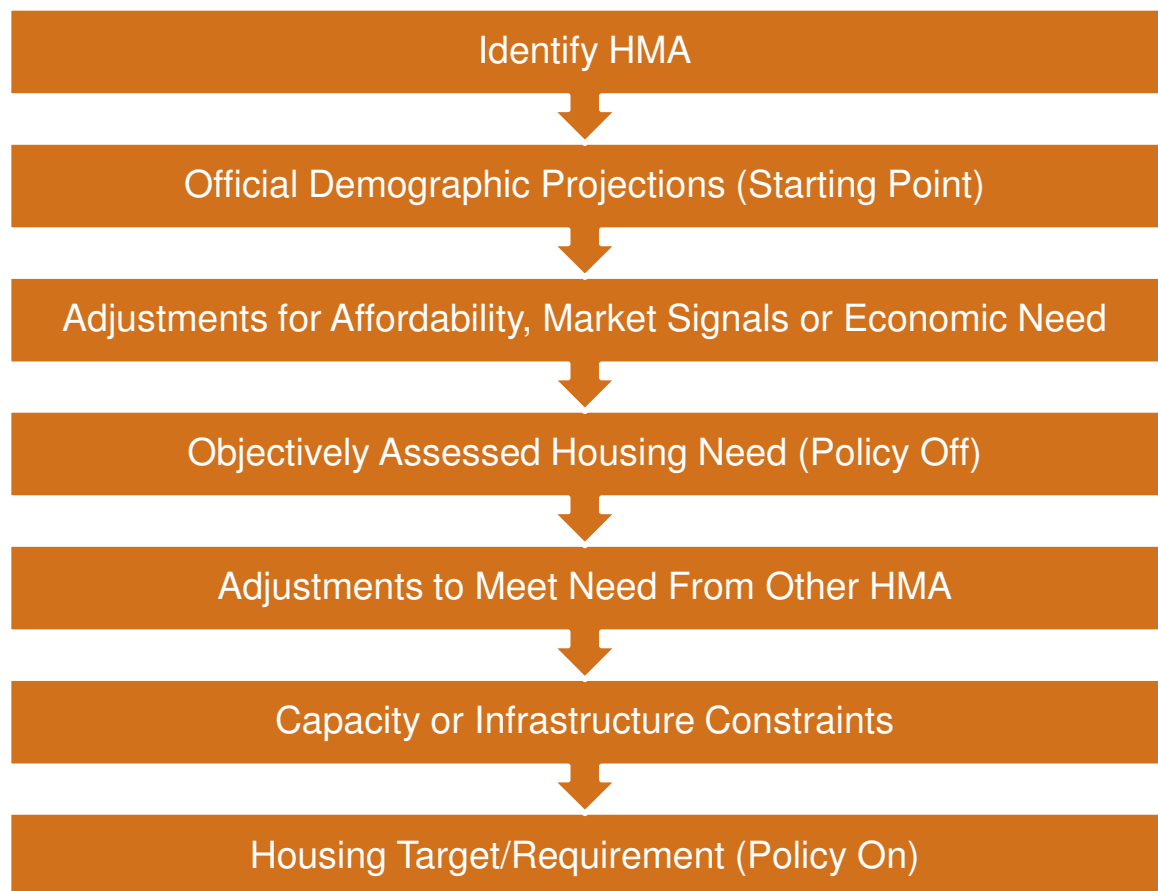 Identify HMA
Official Demographic Projections (Starting Point)
Adjustments for Affordability, Market Signals or Economic Need
Objectively Assessed Housing Need (Policy Off)
Adjustments to Meet Need From Other HMA
Capacity or Infrastructure Constraints
Housing Target/Requirement (Policy On)